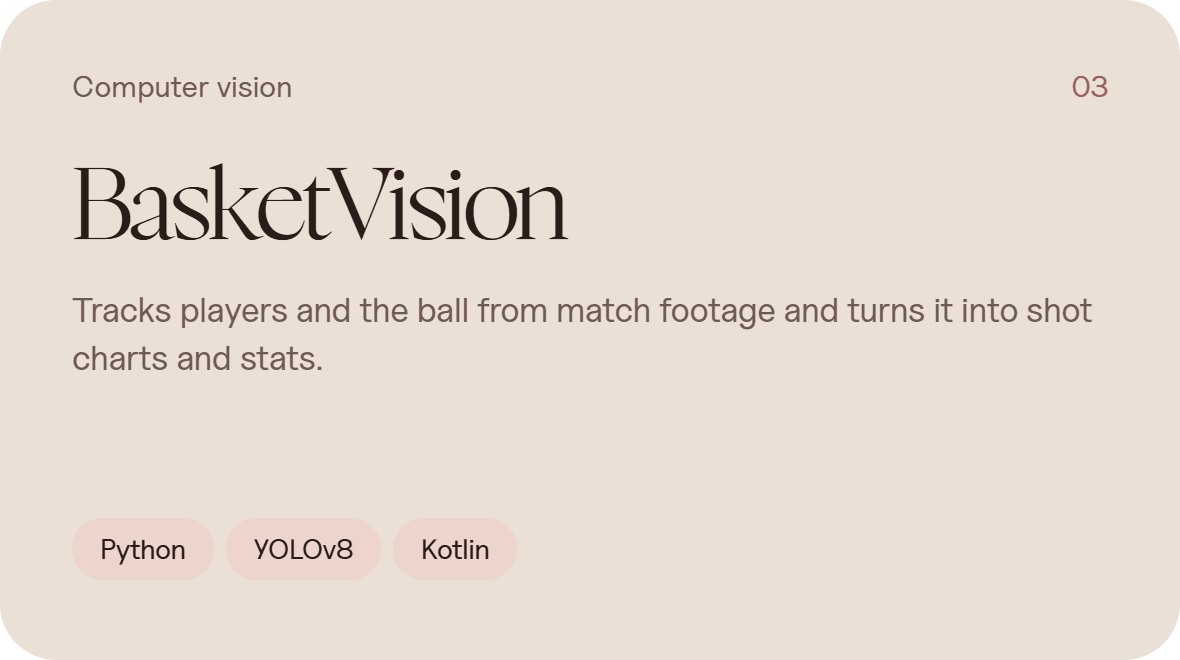 Computer vision
03
BasketVision
Tracks players and the ball from match footage and turns it into shot
charts and stats.
Python
YOLOv8
Kotlin